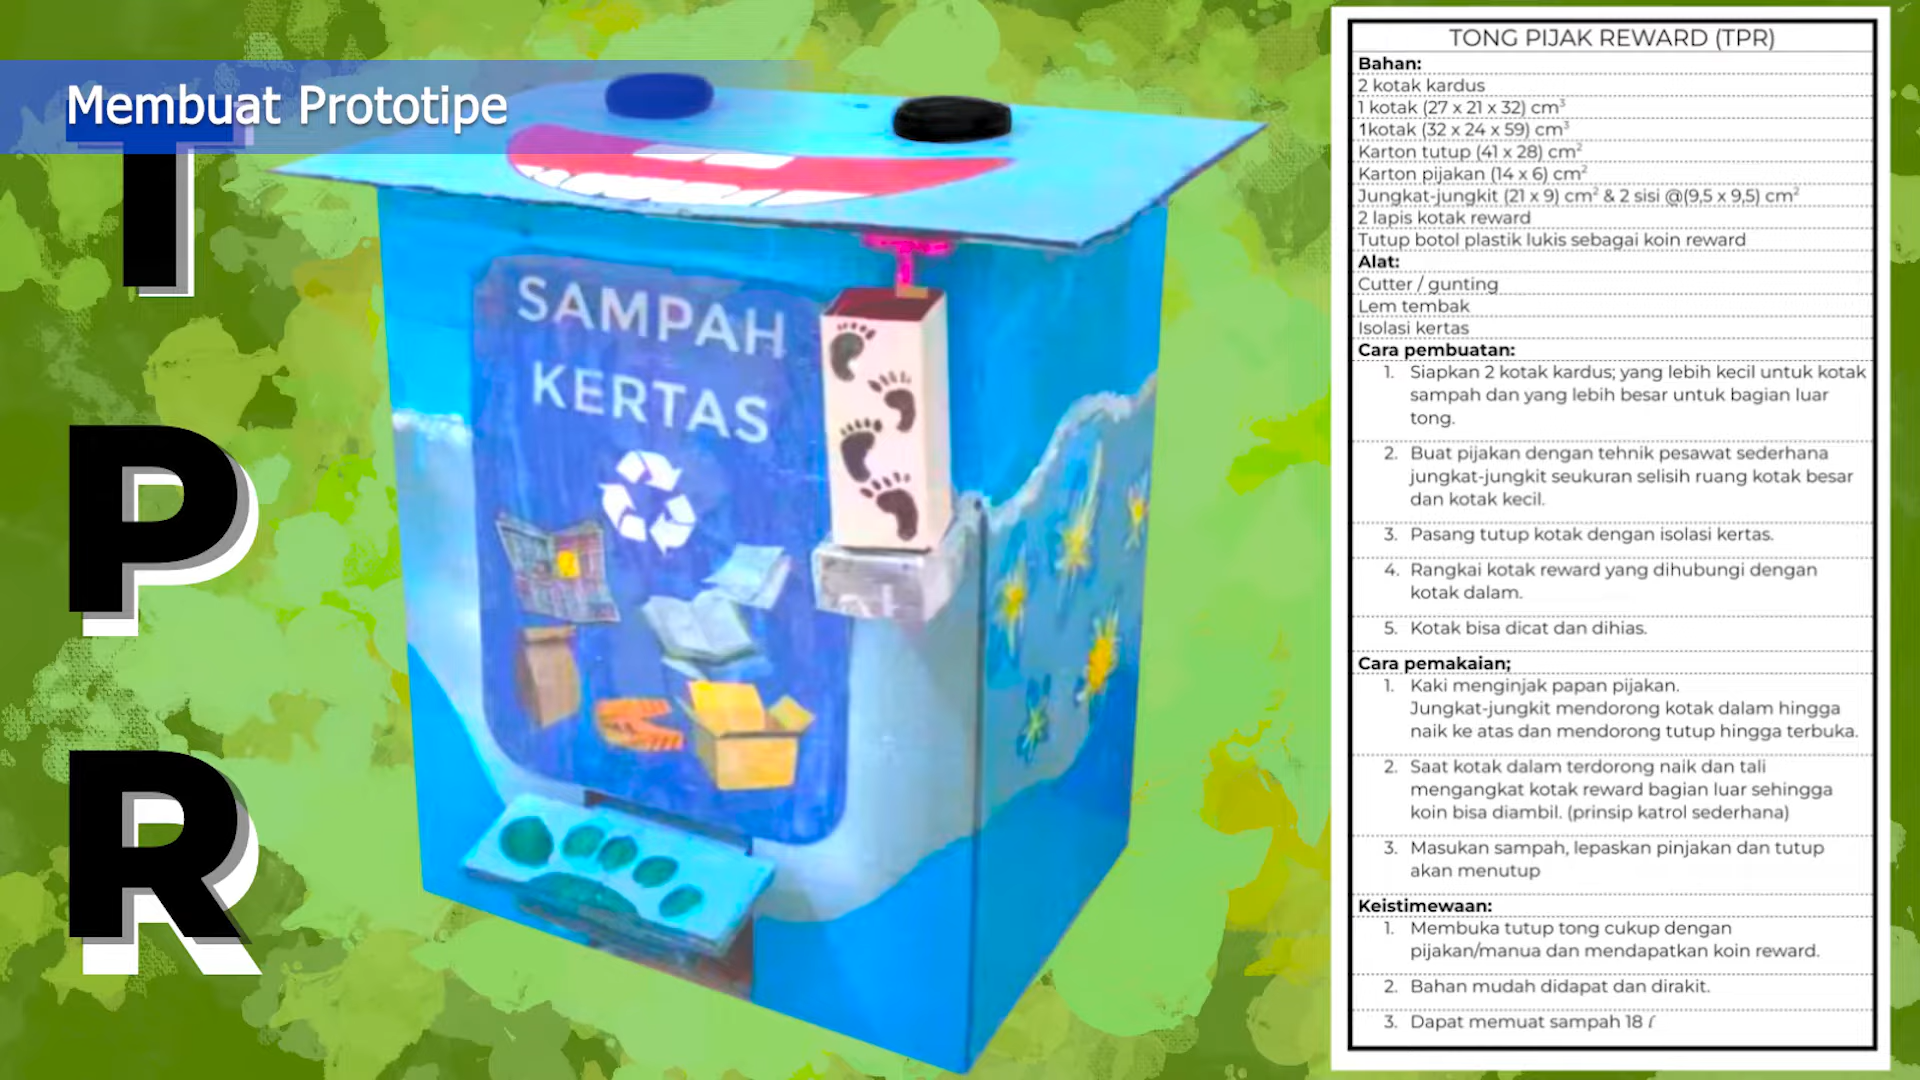 Membuat Prototipe
T
P
R
SAMPAH
KERTAS
TONG PIJAK REWARD (TPR)
Bahan:
2 kotak kardus
1 kotak (27 x 21 x 32) cm³
1kotak (32 x 24 x 59) cm³
Karton tutup (41 x 28) cm²
Karton pijakan (14 x 6) cm²
Jungkat-jungkit (21 x 9) cm² & 2 sisi @(9,5 x 9,5) cm²
2 lapis kotak reward
Tutup botol plastik lukis sebagai koin reward
Alat:
Cutter / gunting
Lem tembak
Isolasi kertas
Cara pembuatan:
1. Siapkan 2 kotak kardus; yang lebih kecil untuk kotak
sampah dan yang lebih besar untuk bagian luar
tong.
2. Buat pijakan dengan tehnik pesawat sederhana
jungkat-jungkit seukuran selisih ruang kotak besar
dan kotak kecil.
3. Pasang tutup kotak dengan isolasi kertas.
4. Rangkai kotak reward yang dihubungi dengan
kotak dalam.
5. Kotak bisa dicat dan dihias.
Cara pemakaian;
1. Kaki menginjak papan pijakan.
Jungkat-jungkit mendorong kotak dalam hingga
naik ke atas dan mendorong tutup hingga terbuka.
2. Saat kotak dalam terdorong naik dan tali
mengangkat kotak reward bagian luar sehingga
koin bisa diambil. (prinsip katrol sederhana)
3. Masukan sampah, lepaskan pinjakan dan tutup
akan menutup
Keistimewaan:
1. Membuka tutup tong cukup dengan
pijakan/manua dan mendapatkan koin reward.
2. Bahan mudah didapat dan dirakit.
3. Dapat memuat sampah 18 ℓ